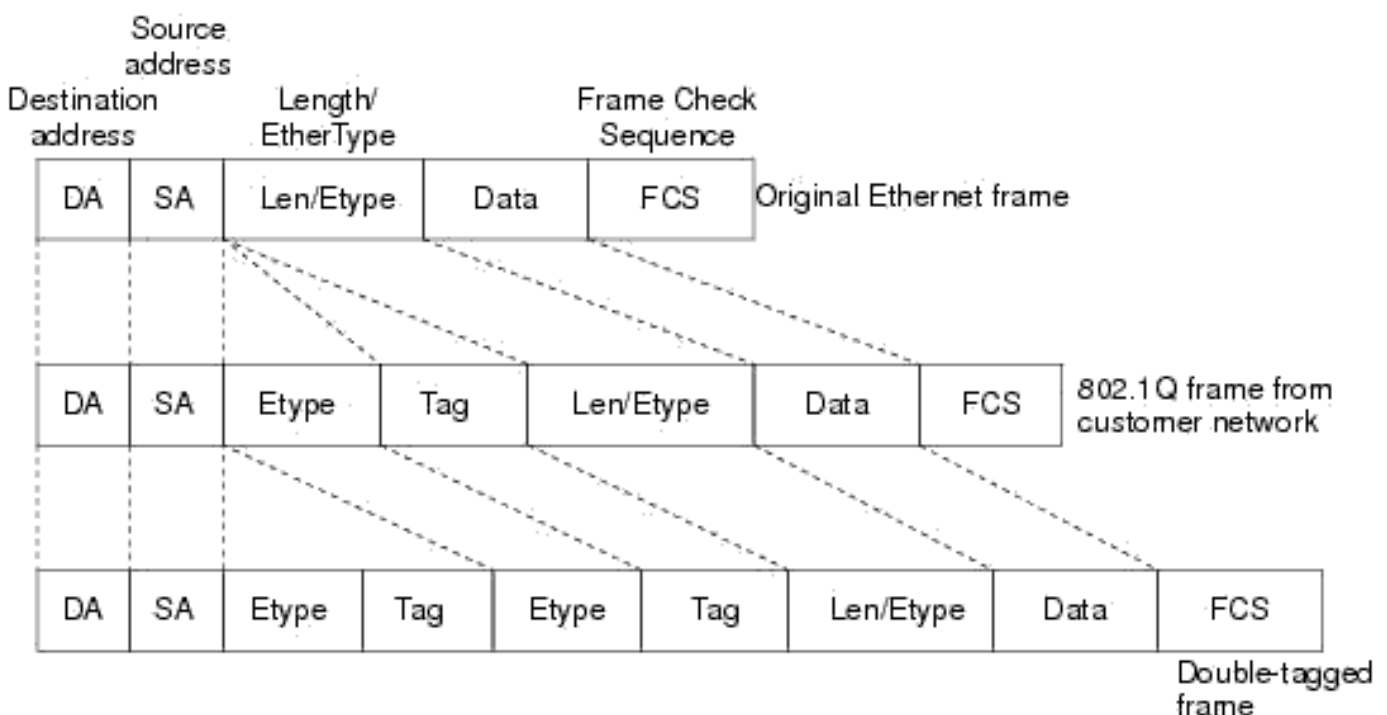 Source
address
Destination
address
Length/
EtherType
Frame Check
Sequence
DA SA Len/Etype Data FCS Original Ethernet frame
DA SA Etype Tag Len/Etype Data FCS 802.1Q frame from
customer network
DA SA Etype Tag Etype Tag Len/Etype Data FCS
Double-tagged
frame